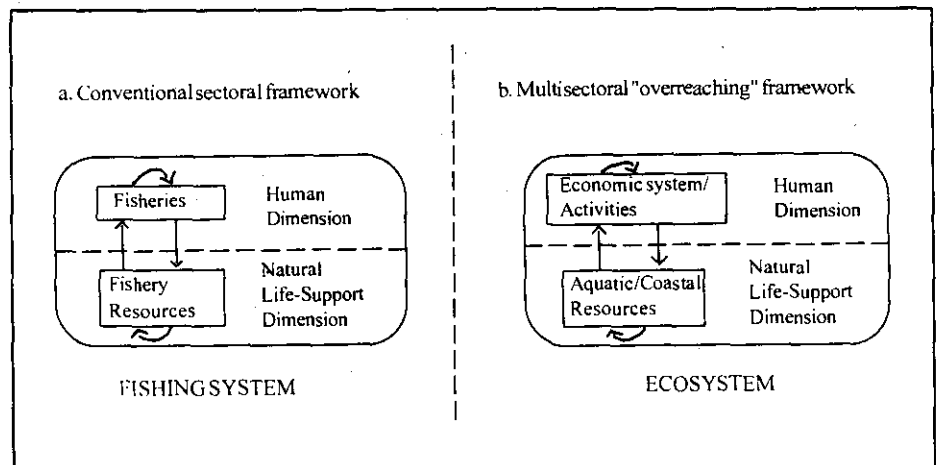 a. Conventional sectoral framework
Fisheries
Human
Dimension
Fishery
Resources
Natural
Life-Support
Dimension
FISHING SYSTEM
b. Multisectoral "overreaching" framework
Economic system/
Activities
Human
Dimension
Aquatic/Coastal
Resources
Natural
Life-Support
Dimension
ECOSYSTEM